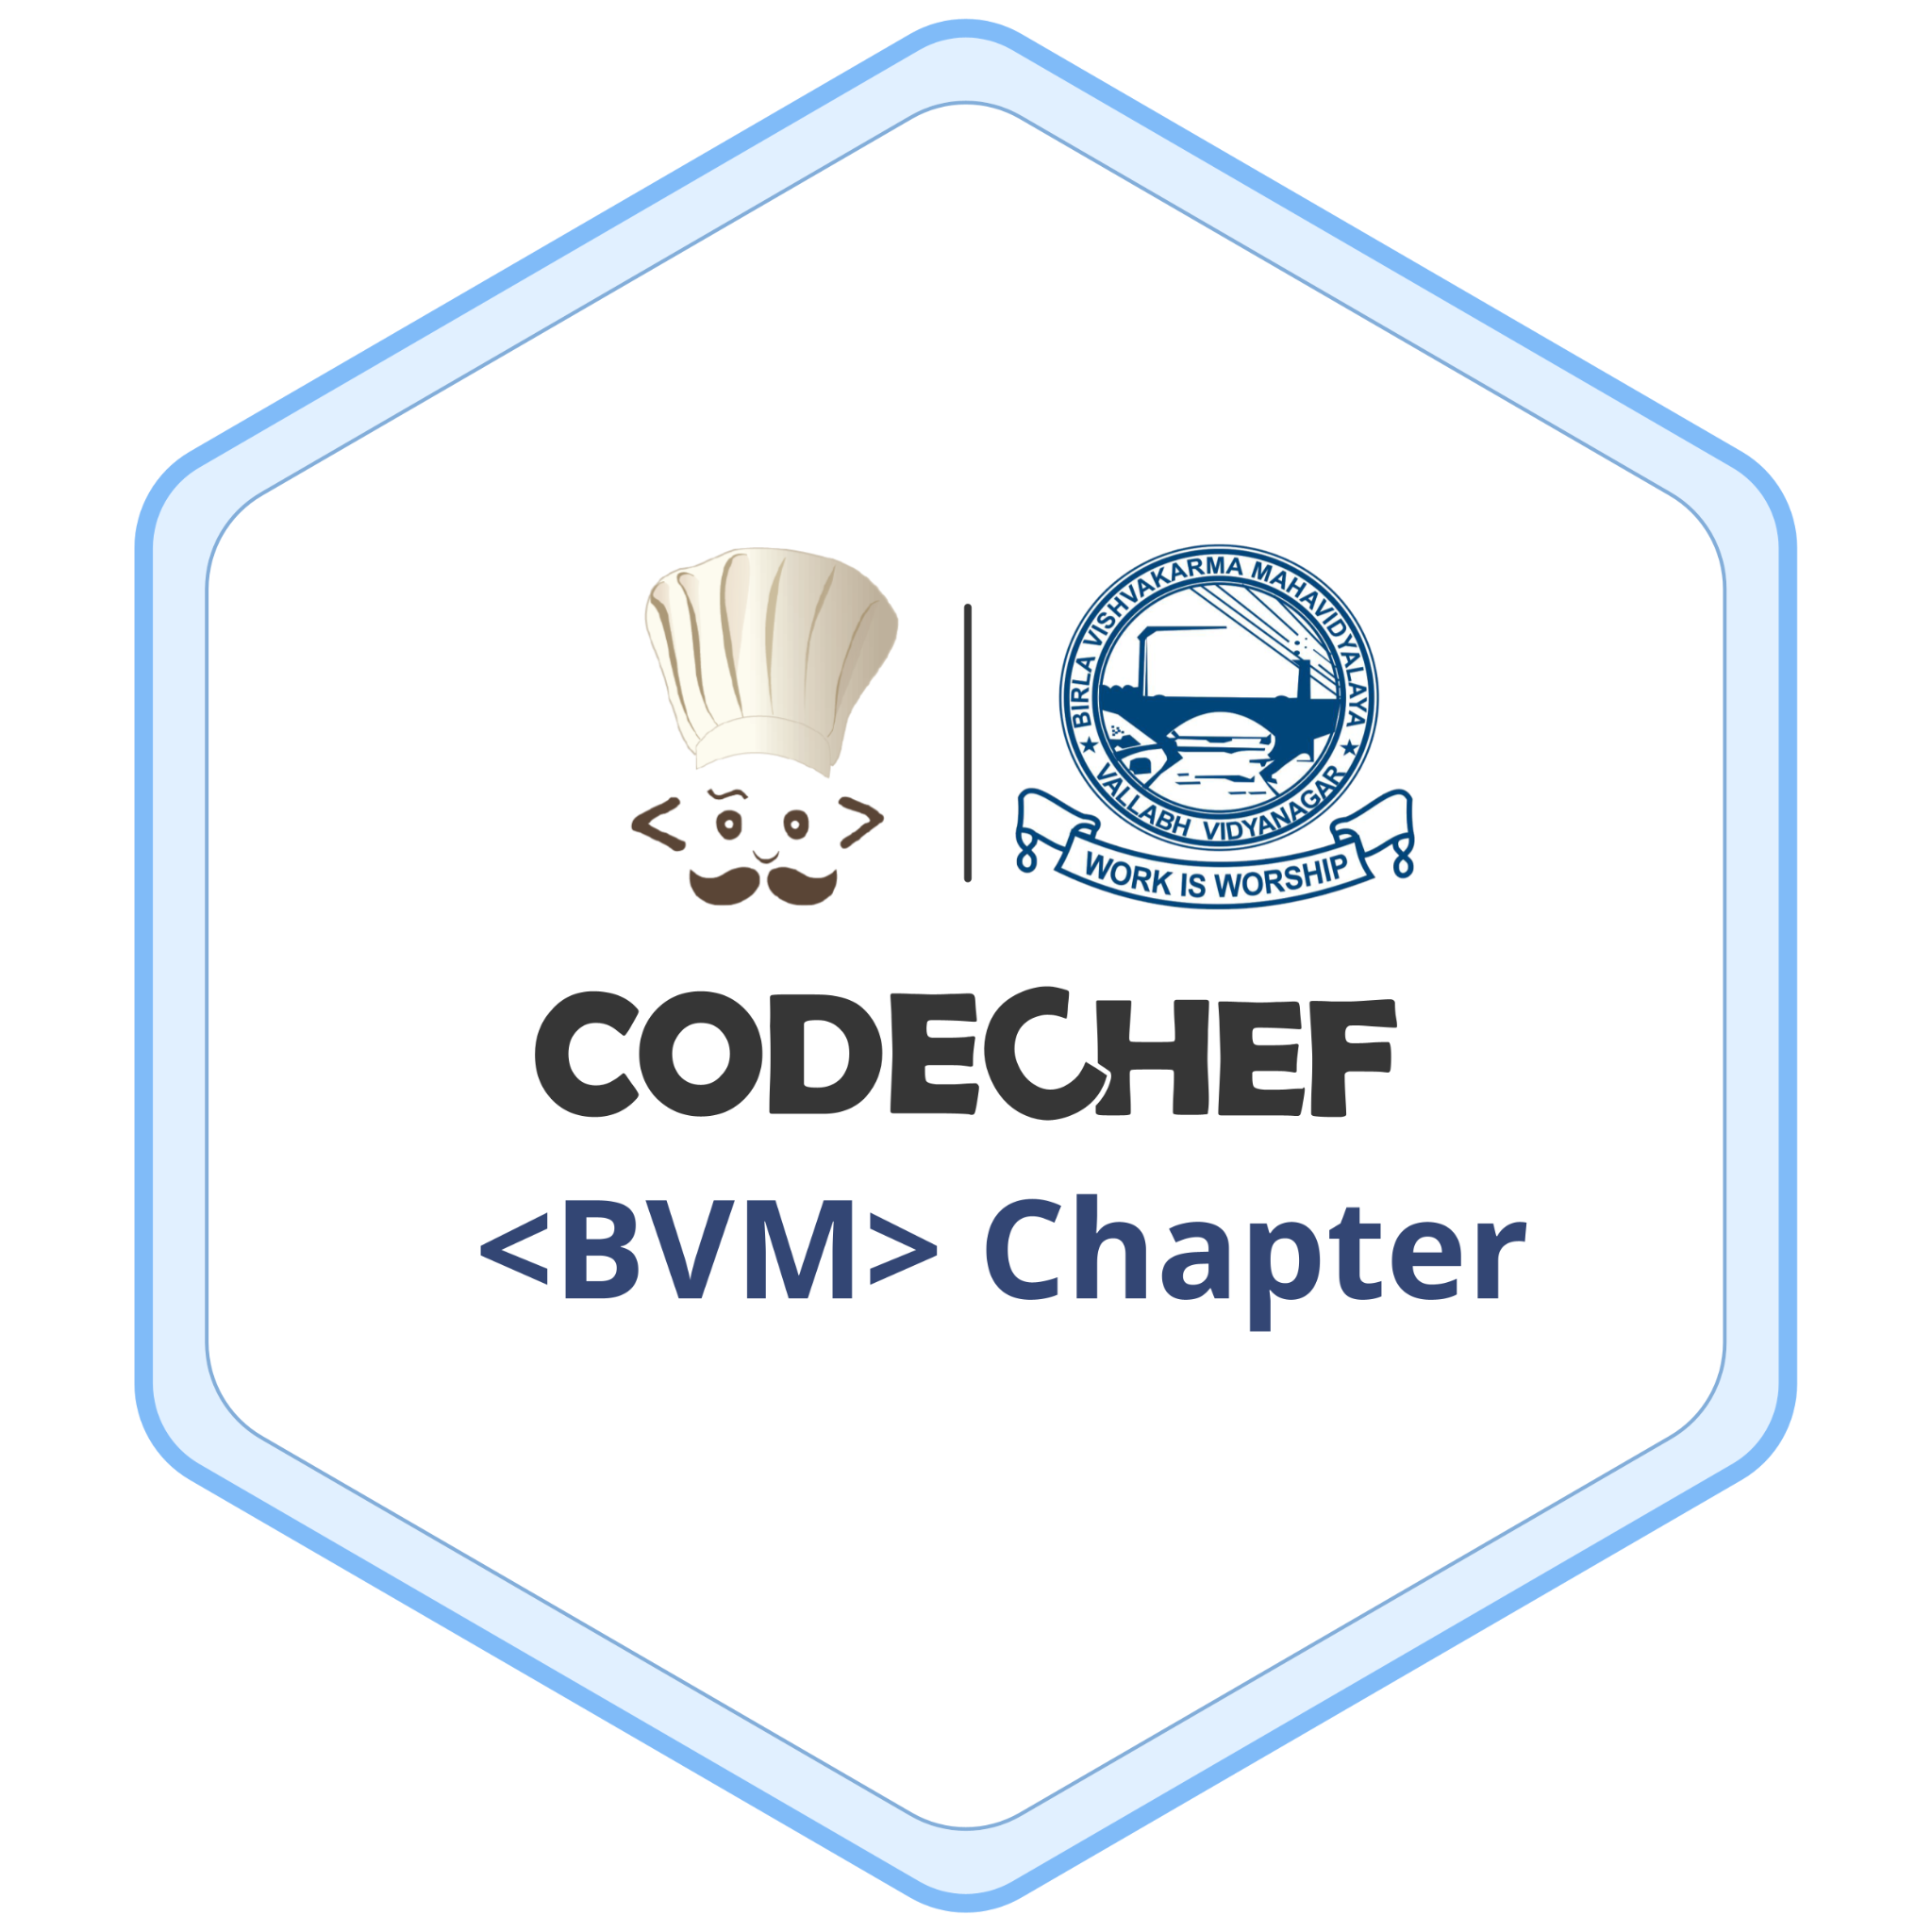 BIRLA VISHVAKARMA MAHAVIDYALAYA
VALLABH VIDYANAGAR
WORK IS WORSHIP
CODECHEF
<BVM> Chapter